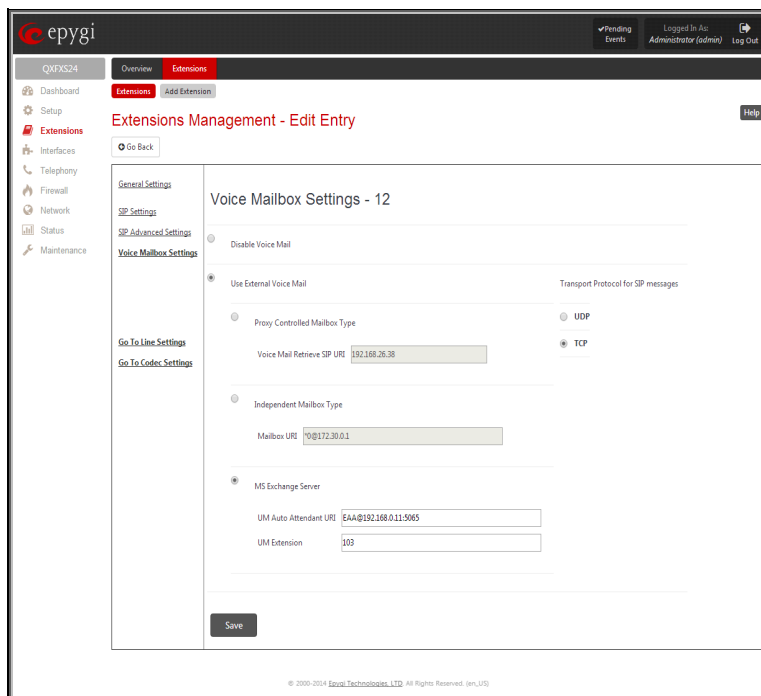 epygi
✔Pending Events
Logged In As: Administrator (admin)
Log Out
QXFXS24
Overview
Extensions
Dashboard
Setup
Extensions
Interfaces
Telephony
Firewall
Network
Status
Maintenance
Extensions
Add Extension
Extensions Management - Edit Entry
Help
Go Back
General Settings
SIP Settings
SIP Advanced Settings
Voice Mailbox Settings
Go To Line Settings
Go To Codec Settings
Voice Mailbox Settings - 12
Disable Voice Mail
Use External Voice Mail
Transport Protocol for SIP messages
Proxy Controlled Mailbox Type
UDP
TCP
Voice Mail Retrieve SIP URI 192.168.26.38
Independent Mailbox Type
Mailbox URI *0@172.30.0.1
MS Exchange Server
UM Auto Attendant URI EAA@192.168.0.11:5065
UM Extension 103
Save
© 2000-2014 Epygi Technologies, LTD. All Rights Reserved. (en_US)